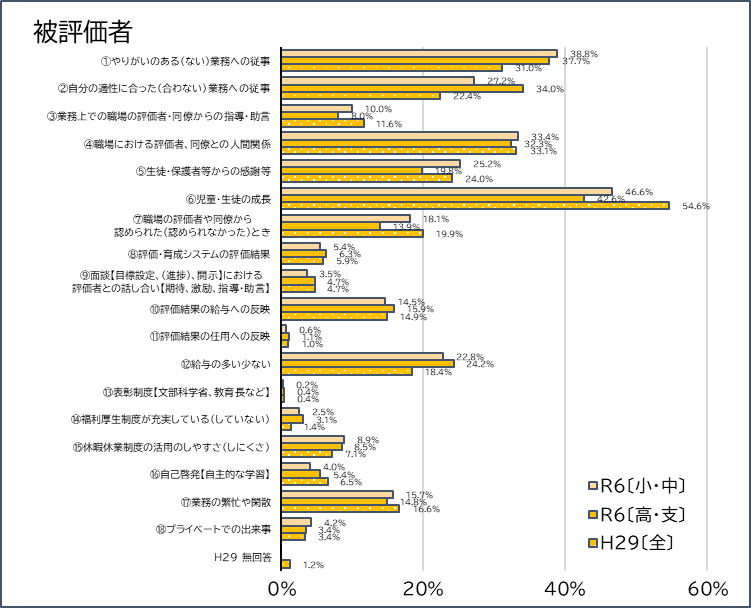 被評価者
①やりがいのある(ない)業務への従事
38.8%
37.7%
31.0%
②自分の適性に合った(合わない)業務への従事
27.2%
34.0%
22.4%
③業務上での職場の評価者・同僚からの指導・助言
10.0%
8.0%
11.6%
④職場における評価者、同僚との人間関係
33.4%
32.3%
33.1%
⑤生徒・保護者等からの感謝等
25.2%
19.8%
24.0%
⑥児童・生徒の成長
46.6%
42.6%
54.6%
⑦職場の評価者や同僚から
認められた(認められなかった)とき
18.1%
13.9%
19.9%
⑧評価・育成システムの評価結果
5.4%
6.3%
5.9%
⑨面談【目標設定、(進捗)、開示】における
評価者との話し合い【期待、激励、指導・助言】
3.5%
4.7%
4.7%
⑩評価結果の給与への反映
14.5%
15.9%
14.9%
⑪評価結果の任用への反映
0.6%
1.1%
1.0%
⑫給与の多い少ない
22.8%
24.2%
18.4%
⑬表彰制度【文部科学省、教育長など】
0.2%
0.4%
0.4%
⑭福利厚生制度が充実している(していない)
2.5%
3.1%
1.4%
⑮休暇休業制度の活用のしやすさ(しにくさ)
8.9%
8.5%
7.1%
⑯自己啓発【自主的な学習】
4.0%
5.4%
6.5%
⑰業務の繁忙や閑散
15.7%
14.8%
16.6%
⑱プライベートでの出来事
4.2%
3.4%
3.4%
H29 無回答
1.2%
R6〔小・中〕
R6〔高・支〕
H29〔全〕
0% 20% 40% 60%